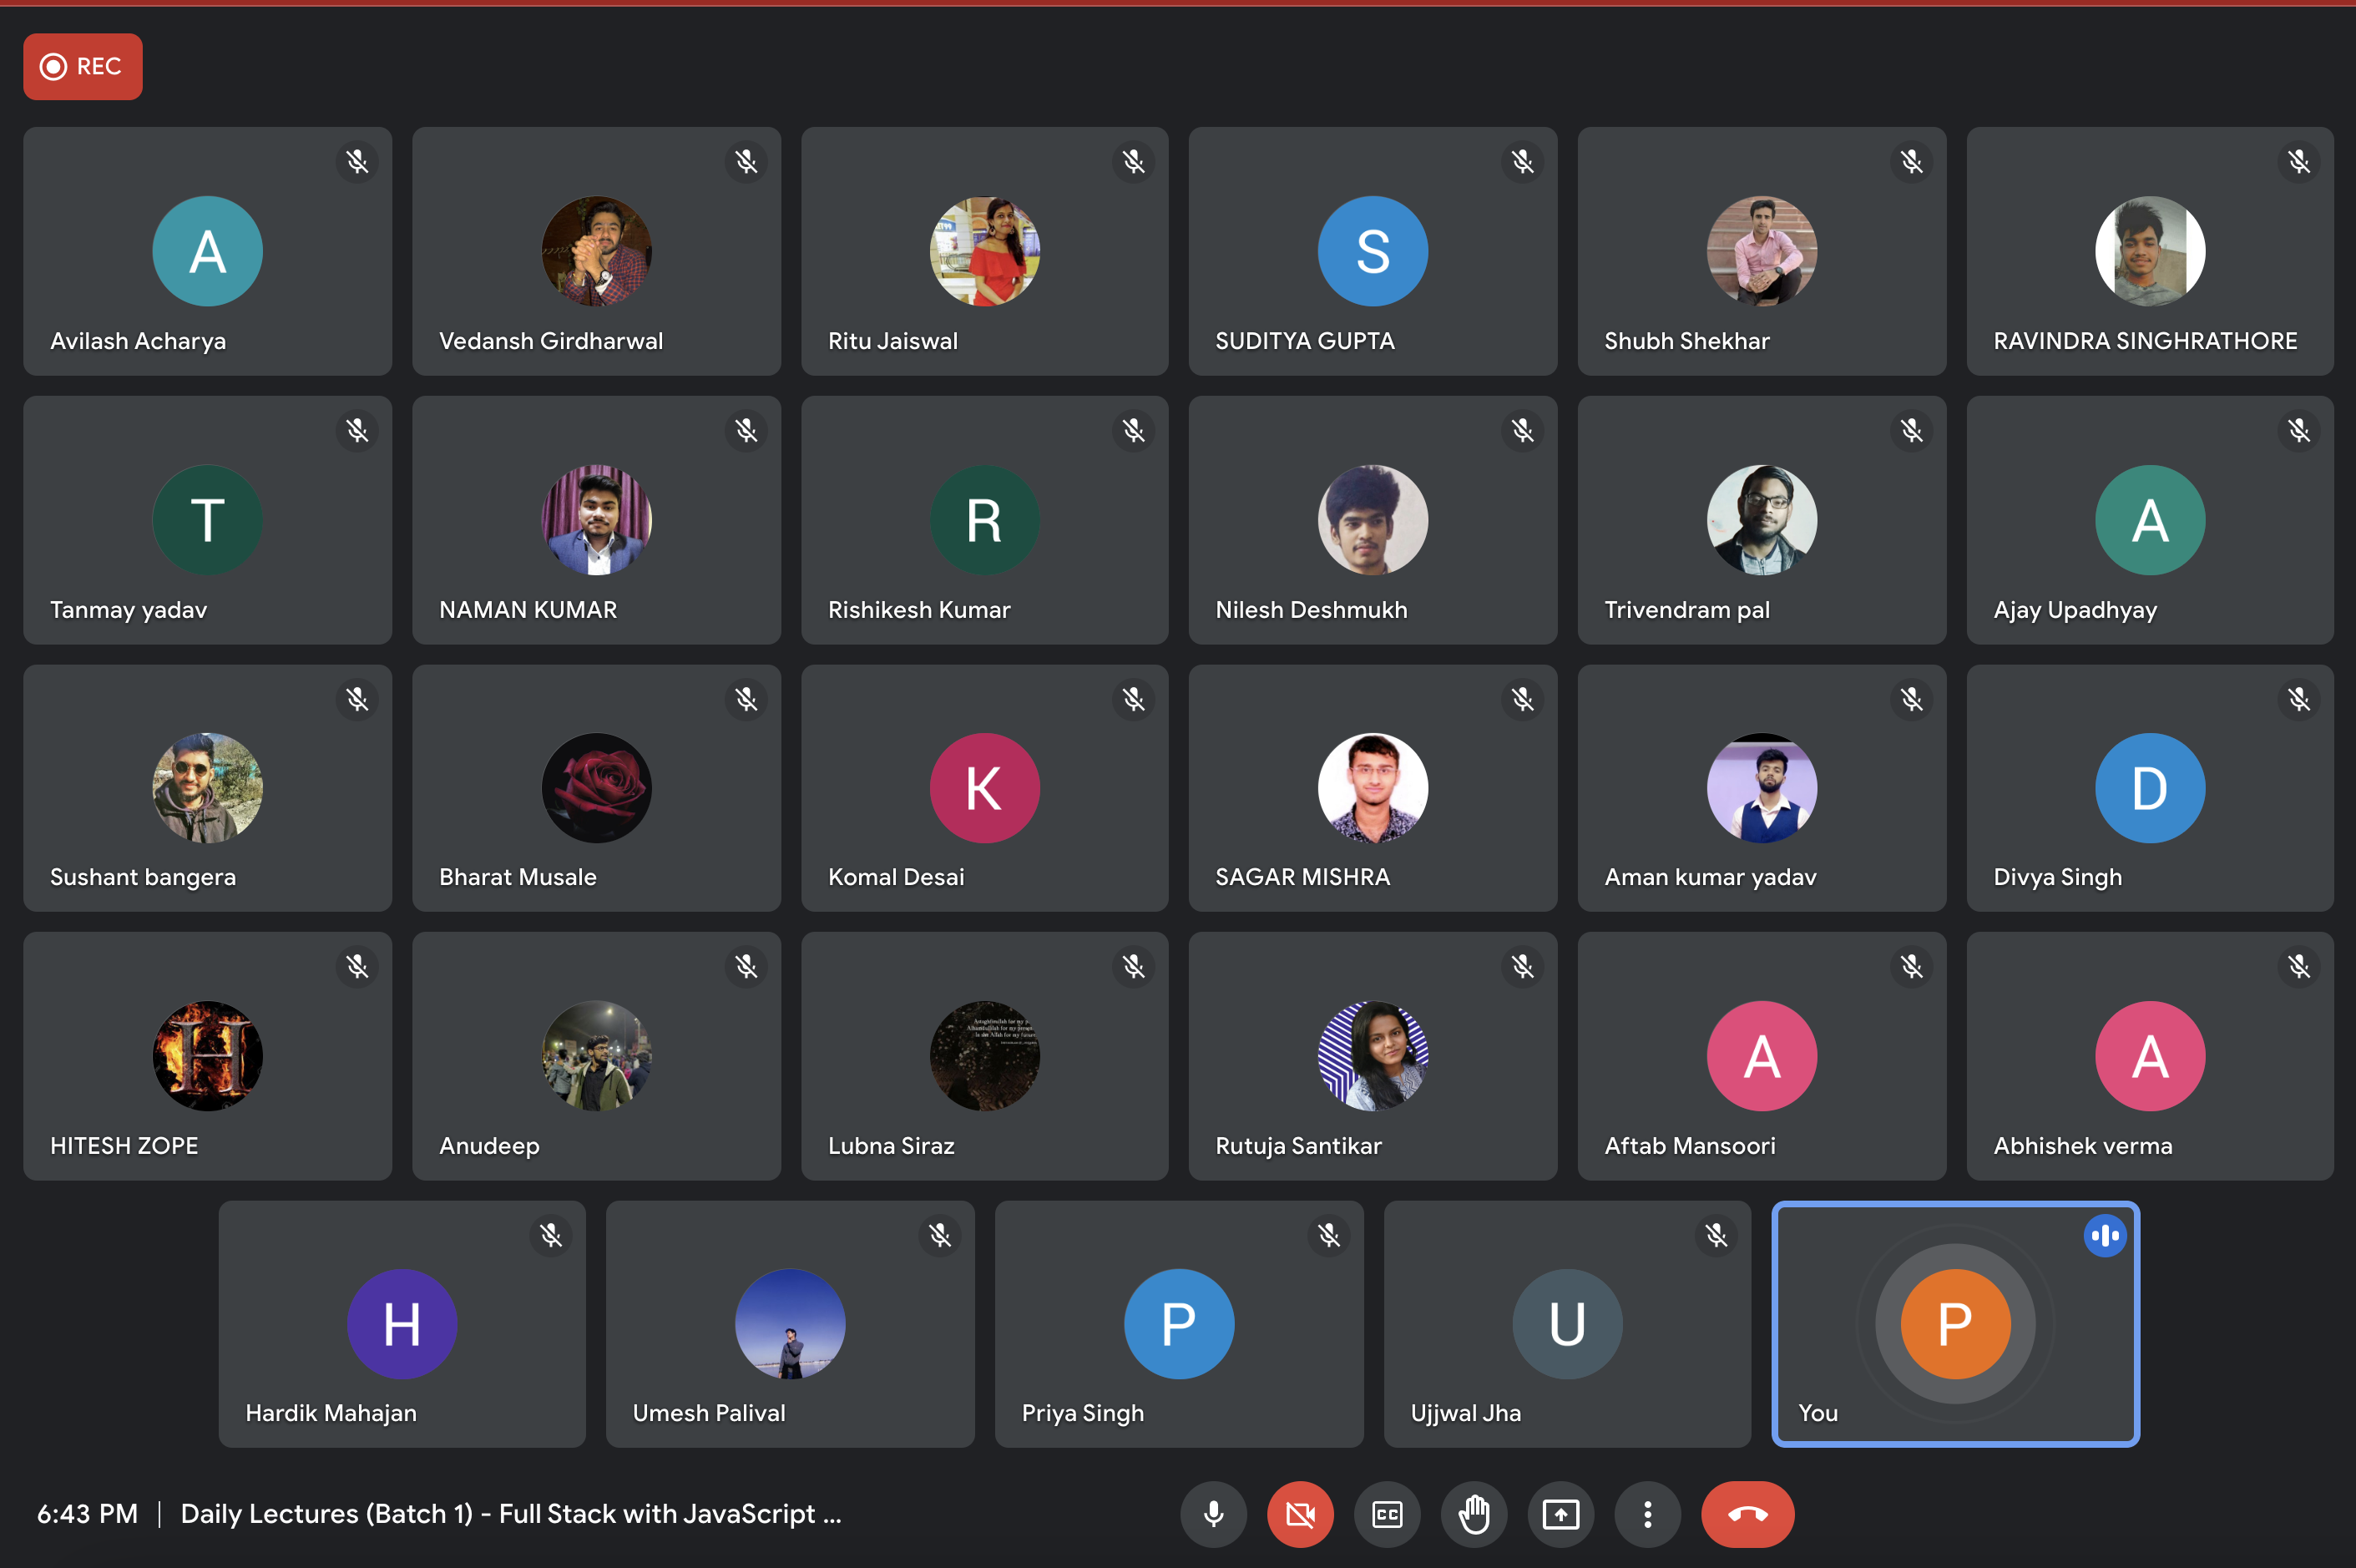 REC
A
Avilash Acharya
Vedansh Girdharwal
Ritu Jaiswal
S
SUDITYA GUPTA
Shubh Shekhar
RAVINDRA SINGHRATHORE
T
Tanmay yadav
NAMAN KUMAR
R
Rishikesh Kumar
Nilesh Deshmukh
Trivendram pal
A
Ajay Upadhyay
Sushant bangera
Bharat Musale
K
Komal Desai
SAGAR MISHRA
Aman kumar yadav
D
Divya Singh
H
HITESH ZOPE
Anudeep
Lubna Siraz
Rutuja Santikar
A
Aftab Mansoori
A
Abhishek verma
H
Hardik Mahajan
Umesh Palival
P
Priya Singh
U
Ujjwal Jha
P
You
6:43 PM | Daily Lectures (Batch 1) - Full Stack with JavaScript ...
CC